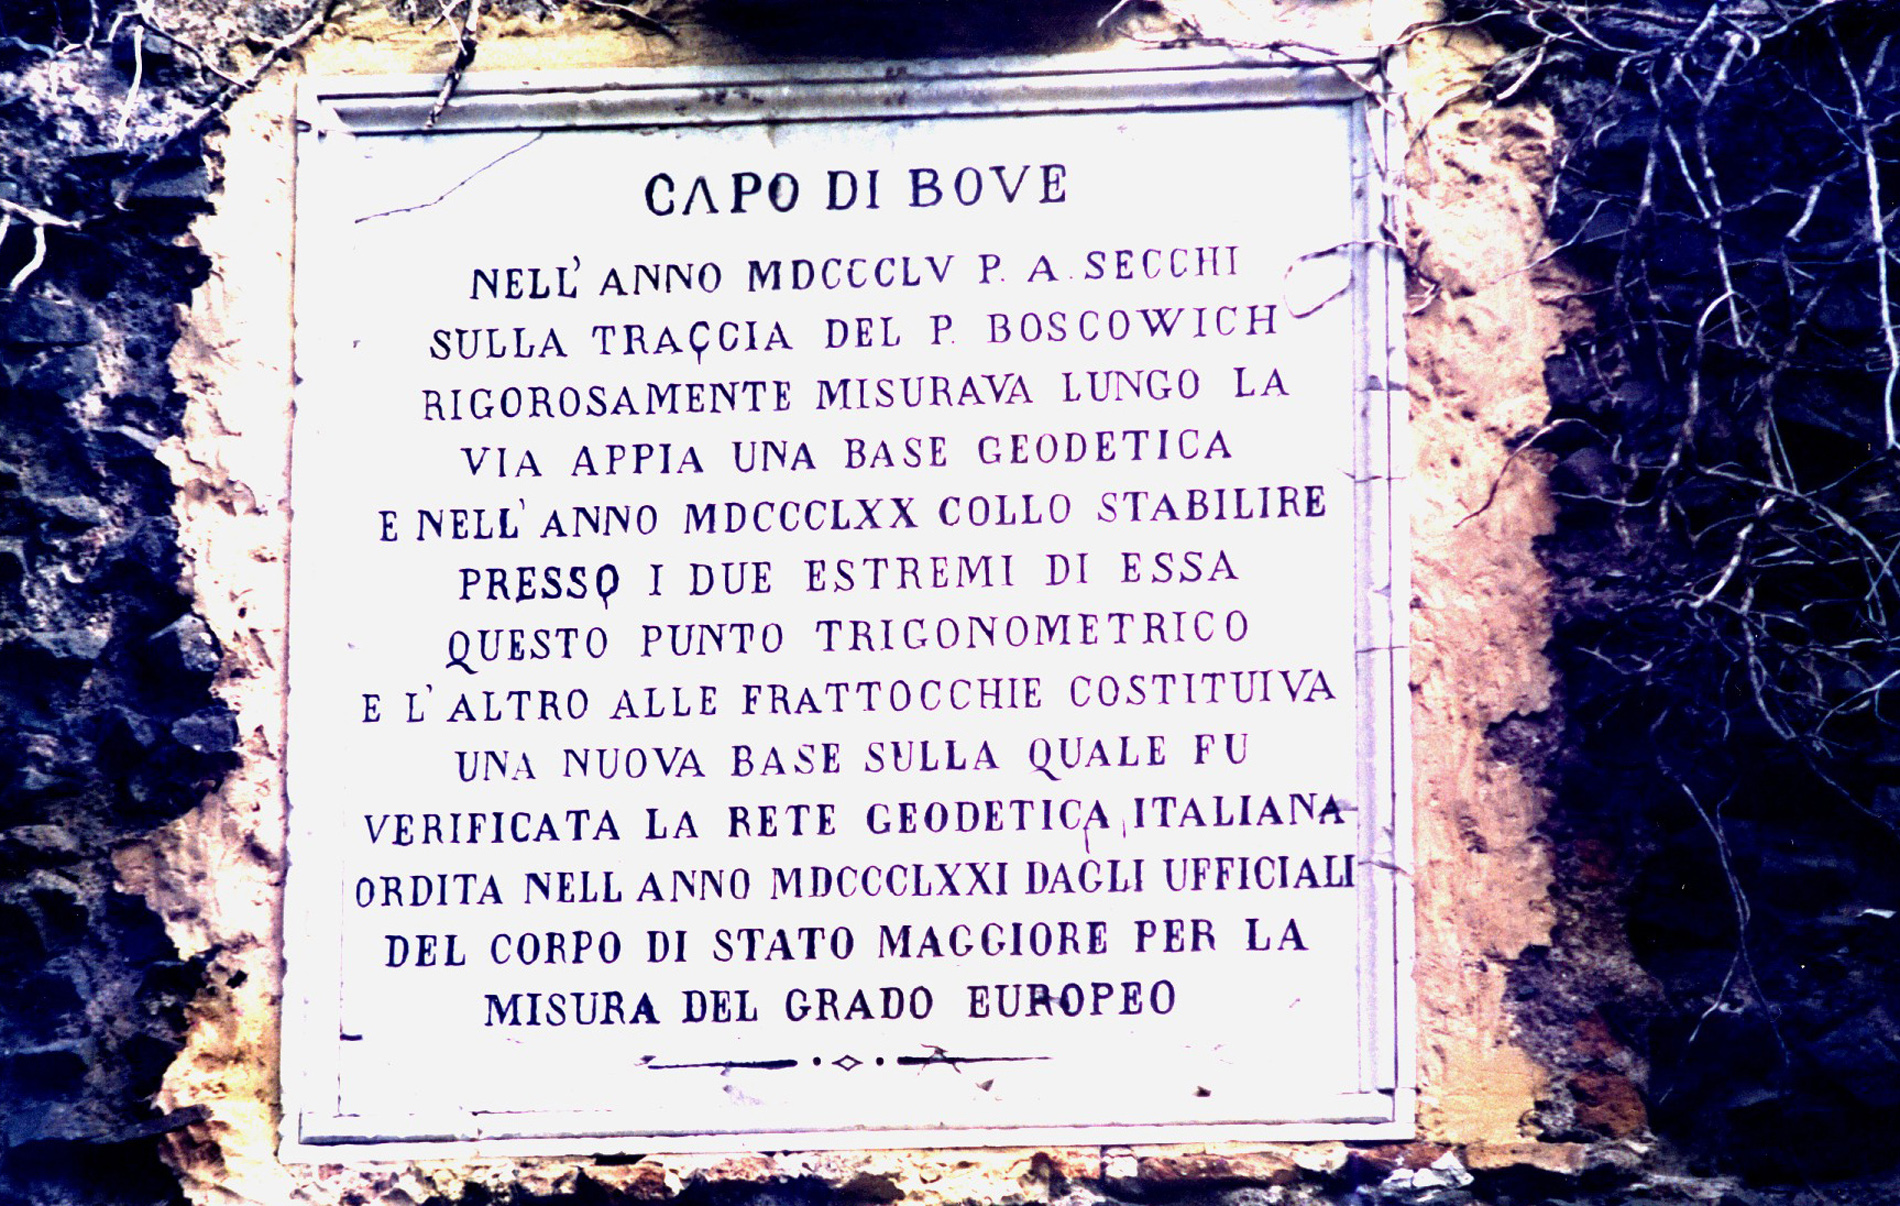 CAPO DI BOVE
NELL' ANNO MDCCCLV P. A. SECCHI
SULLA TRACCIA DEL P. BOSCOWICH
RIGOROSAMENTE MISURAVA LUNGO LA
VIA APPIA UNA BASE GEODETICA
E NELL' ANNO MDCCCLXX COLLO STABILIRE
PRESSO I DUE ESTREMI DI ESSA
QUESTO PUNTO TRIGONOMETRICO
E L' ALTRO ALLE FRATTOCCHIE COSTITUIVA
UNA NUOVA BASE SULLA QUALE FU
VERIFICATA LA RETE GEODETICA ITALIANA
ORDITA NELL ANNO MDCCCLXXI DAGLI UFFICIALI
DEL CORPO DI STATO MAGGIORE PER LA
MISURA DEL GRADO EUROPEO